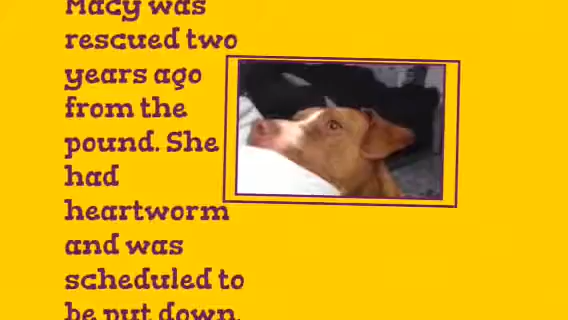 Macy was
rescued two
years ago
from the
pound. She
had
heartworm
and was
scheduled to
be put down.